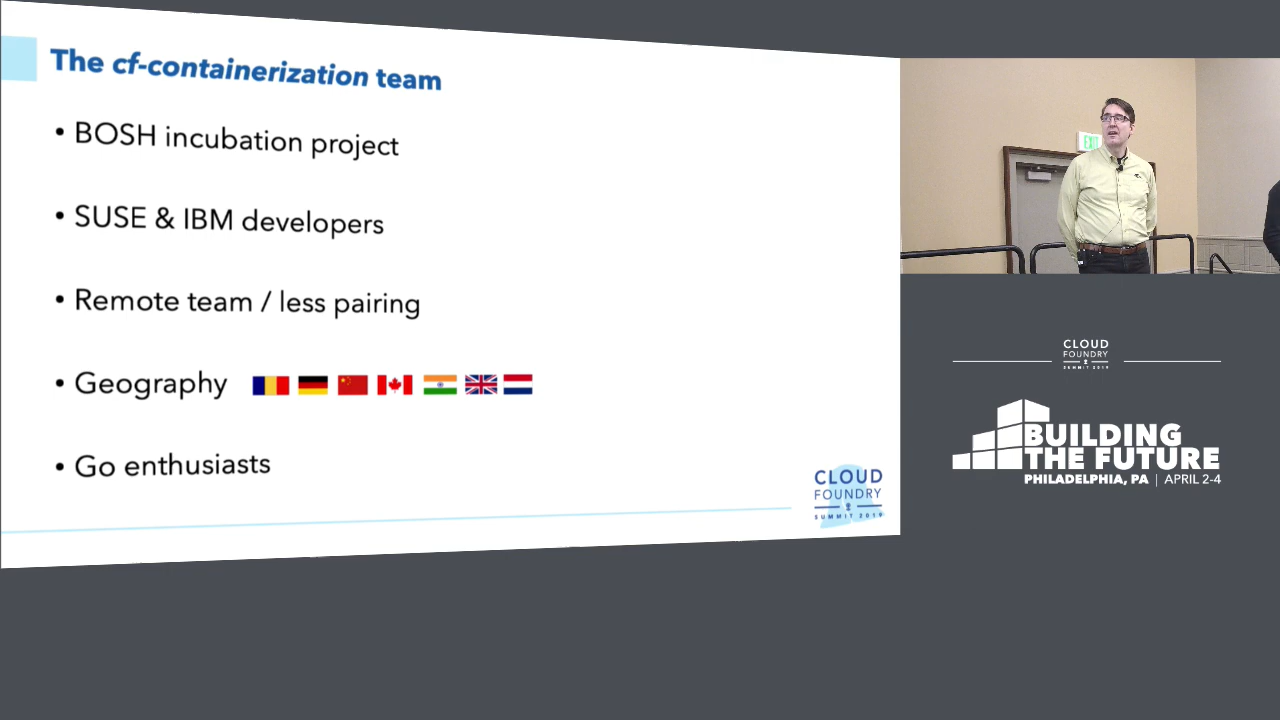 The cf-containerization team
• BOSH incubation project
• SUSE & IBM developers
• Remote team / less pairing
• Geography
• Go enthusiasts
CLOUD
FOUNDRY
SUMMIT 2019
EXIT
CLOUD
FOUNDRY
SUMMIT 2019
BUILDING
THE FUTURE
PHILADELPHIA, PA | APRIL 2-4